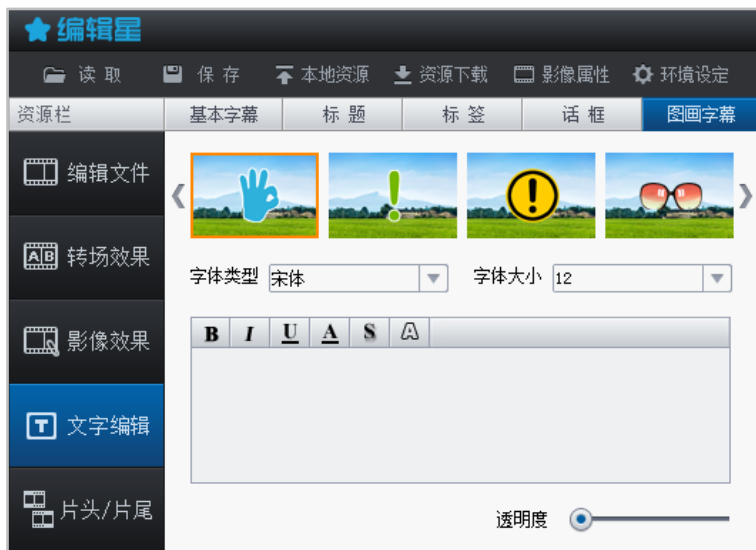 编辑星
读取 保存 本地资源 资源下载 影像属性 环境设定
资源栏 基本字幕 标题 标签 话框 图画字幕
编辑文件
AB 转场效果
字体类型 宋体 字体大小 12
影像效果
B I U A S A
T 文字编辑
片头/片尾
透明度